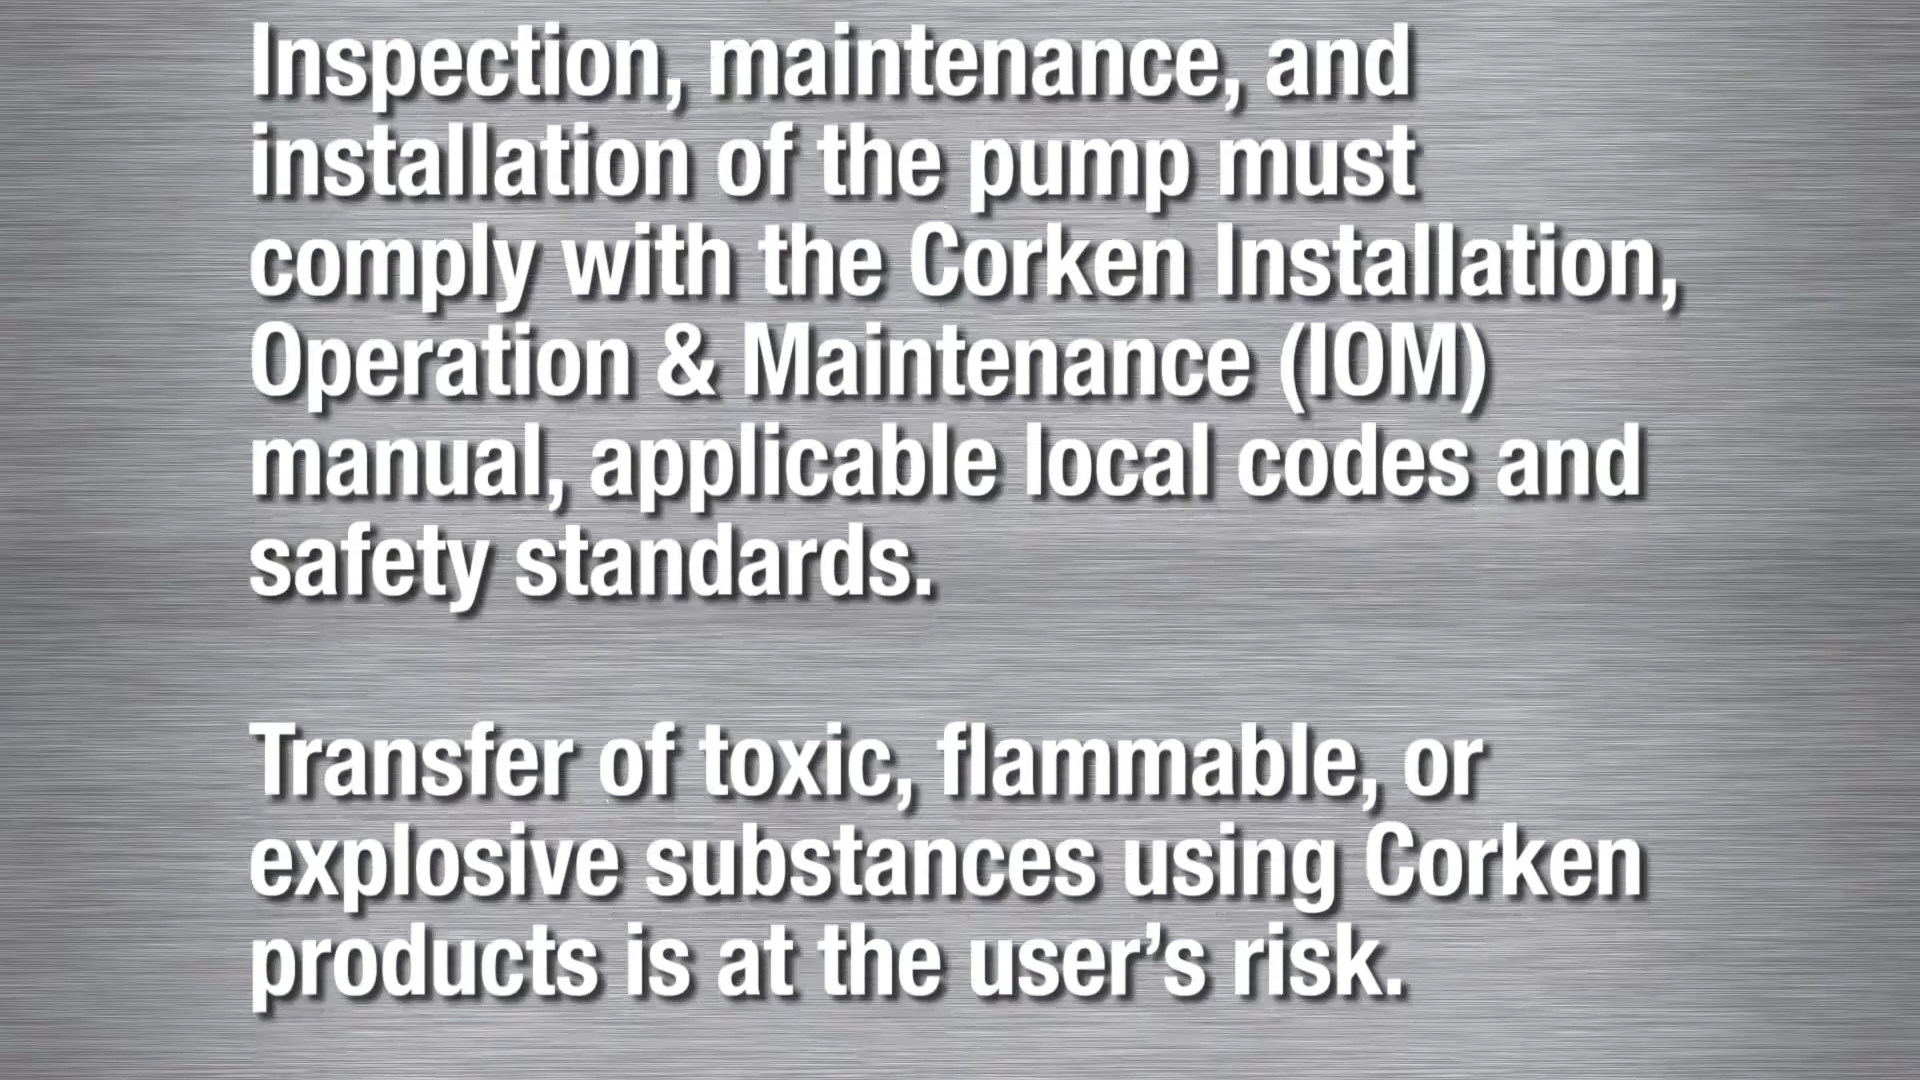 Inspection, maintenance, and
installation of the pump must
comply with the Corken Installation,
Operation & Maintenance (IOM)
manual, applicable local codes and
safety standards.
Transfer of toxic, flammable, or
explosive substances using Corken
products is at the user’s risk.